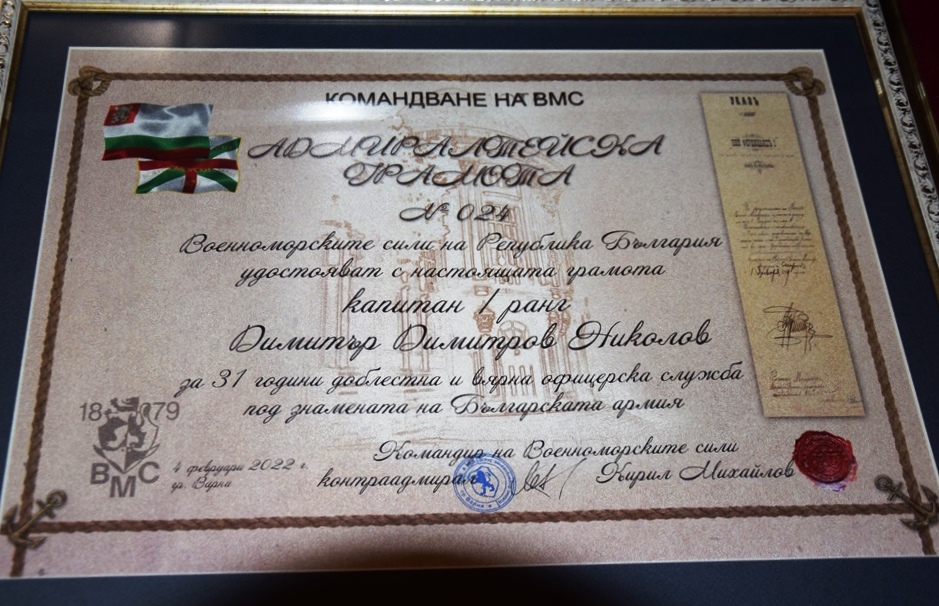 КОМАНДВАНЕ НА ВМС
АДМИРАЛТЕЙСКА
ГРАМОТА
№ 024
Военноморските сили на Република България
удостояват с настоящата грамота
капитан I ранг
Димитър Димитров Николов
за 31 години доблестна и вярна офицерска служба
под знамената на Българската армия
Командир на Военноморските сили
контраадмирал Кирил Михайлов
4 февруари 2022 г.
гр. Варна
1879
ВМС
УКАЗЪ